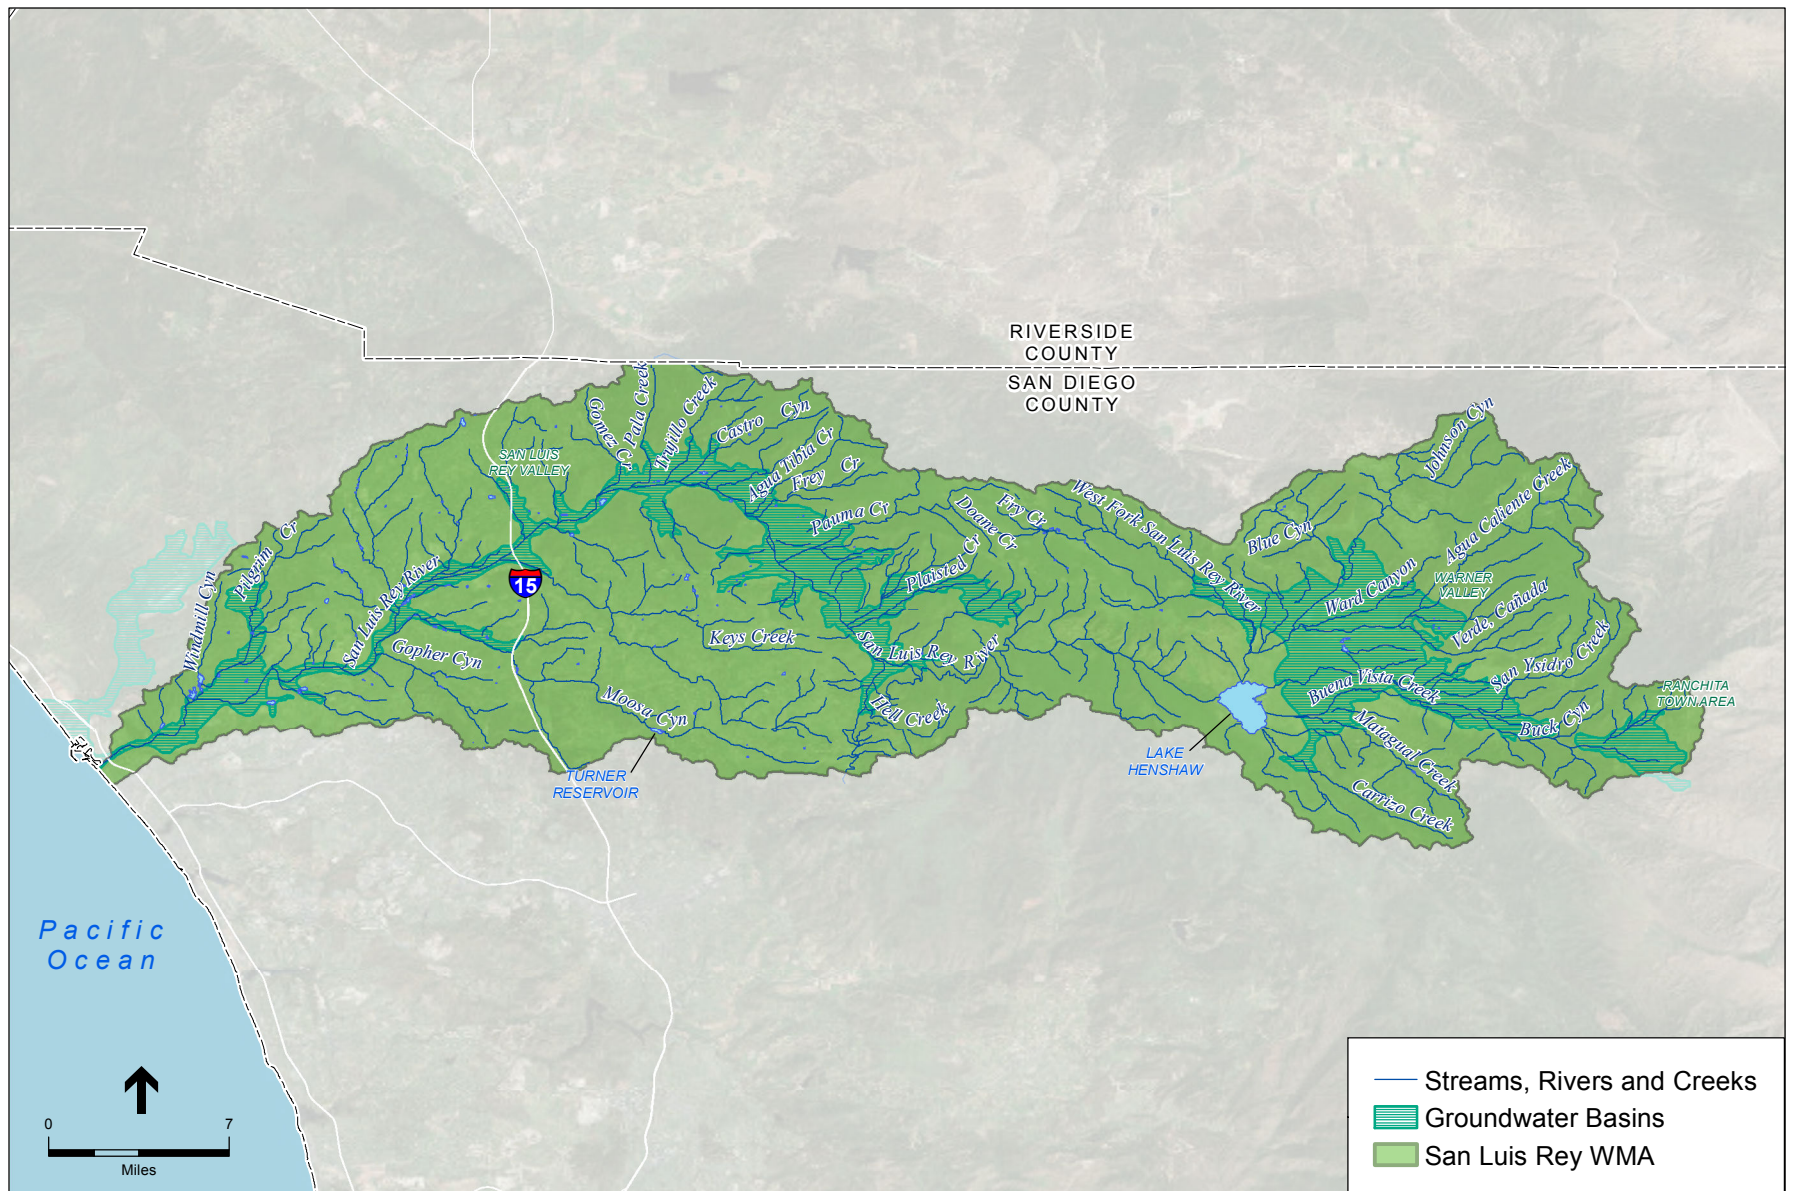 RIVERSIDE
COUNTY
SAN DIEGO
COUNTY
Gomez Cr
Pala Creek
Trujillo Creek
Castro Cyn
Agua Tibia Cr
Frey Cr
Pauma Cr
Doane Cr
Fry Cr
West Fork San Luis Rey River
Plaisted Cr
Blue Cyn
Johnson Cyn
Agua Caliente Creek
Ward Canyon
WARNER
VALLEY
Verde, Cañada
San Ysidro Creek
Buena Vista Creek
Buck Cyn
RANCHITA
TOWN AREA
Matagual Creek
Carrizo Creek
LAKE
HENSHAW
SAN LUIS
REY VALLEY
15
Windmill Cyn
Pilgrim Cr
San Luis Rey River
Gopher Cyn
Keys Creek
San Luis Rey River
Moosa Cyn
Hell Creek
TURNER
RESERVOIR
Pacific
Ocean
0 7
Miles
Streams, Rivers and Creeks
Groundwater Basins
San Luis Rey WMA